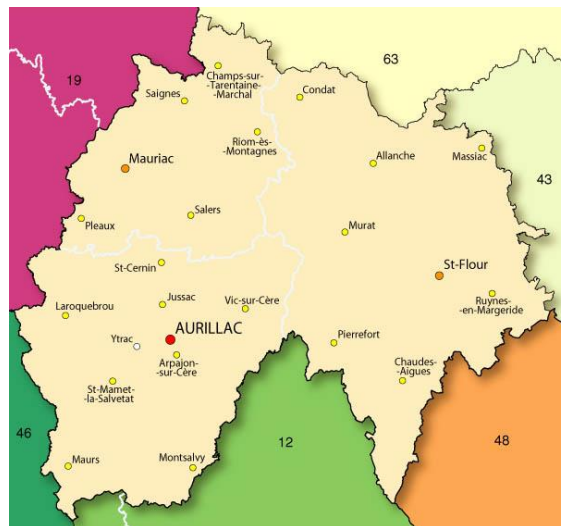 63
19
Champs-sur-
-Tarentaine-
-Marchal
Saignes
Condat
Riom-ès-
-Montagnes
Massiac
Allanche
Mauriac
43
Salers
Pleaux
Murat
St-Cernin
St-Flour
Jussac
Vic-sur-Cère
Laroquebrou
Ruynes-
-en-Margeride
AURILLAC
Ytrac
Pierrefort
Arpajon-
-sur-Cère
Chaudes-
-Aigues
St-Mamet-
-la-Salvetat
46
12
48
Maurs
Montsalvy